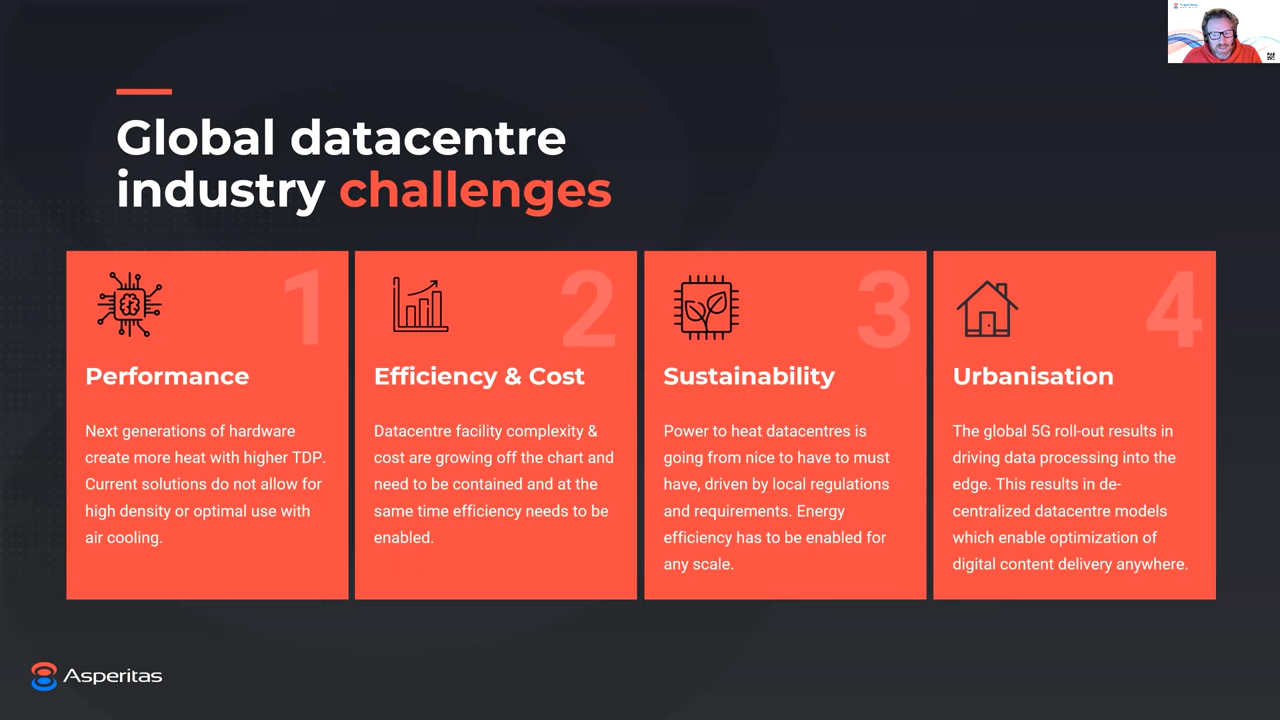 Global datacentre
industry challenges
1
Performance
Next generations of hardware
create more heat with higher TDP.
Current solutions do not allow for
high density or optimal use with
air cooling.
2
Efficiency & Cost
Datacentre facility complexity &
cost are growing off the chart and
need to be contained and at the
same time efficiency needs to be
enabled.
3
Sustainability
Power to heat datacentres is
going from nice to have to must
have, driven by local regulations
and requirements. Energy
efficiency has to be enabled for
any scale.
4
Urbanisation
The global 5G roll-out results in
driving data processing into the
edge. This results in de-
centralized datacentre models
which enable optimization of
digital content delivery anywhere.
Asperitas